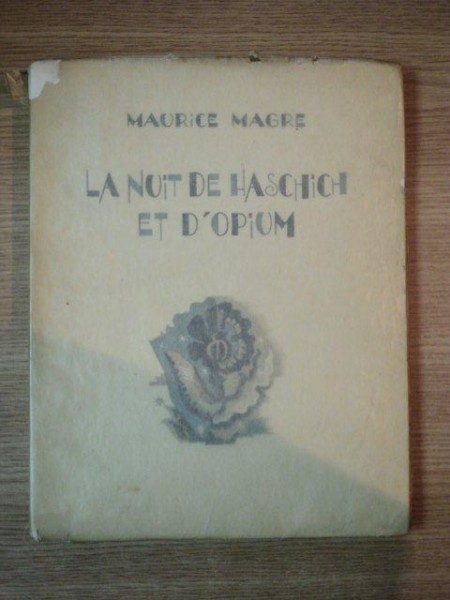 MAURiCE MAGRE
LA NUiT DE HASCHiCH
ET D'OPiUM